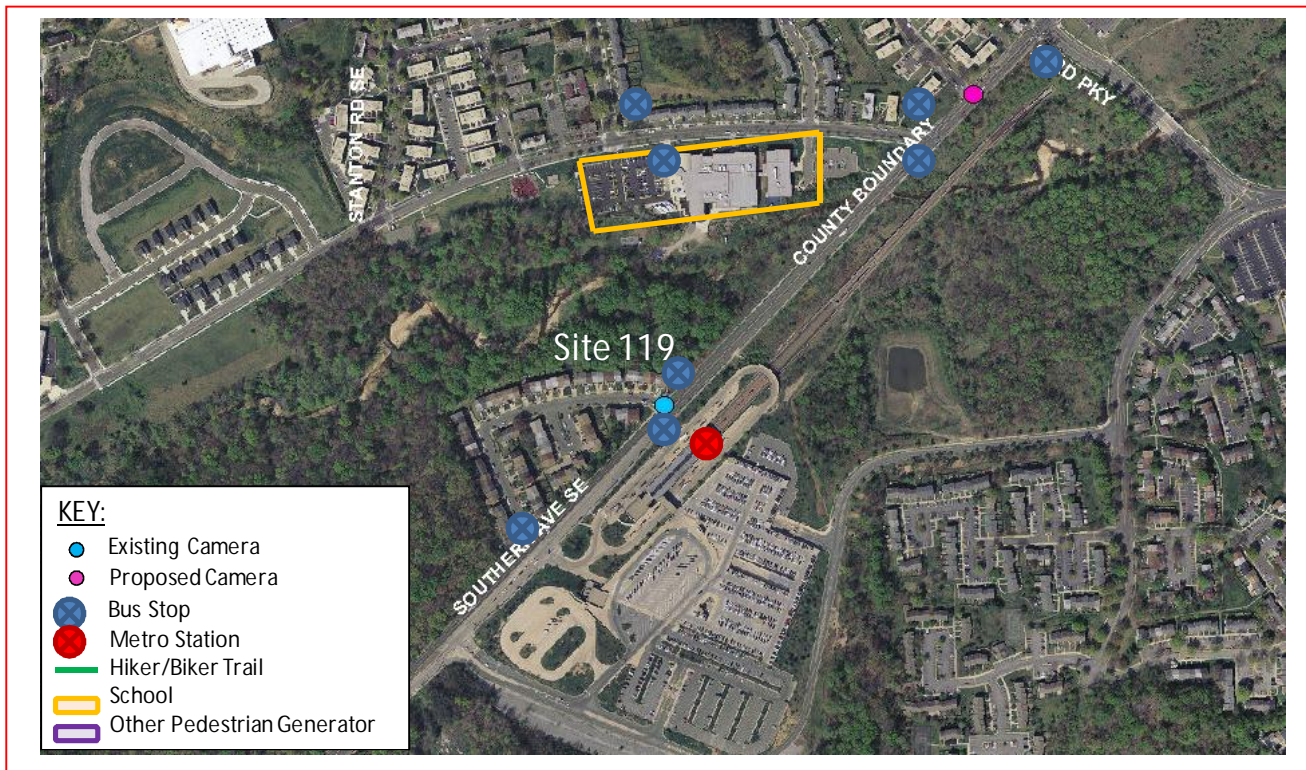 RD PKY
STANTON RD SE
COUNTY BOUNDARY
Site 119
SOUTHERN AVE SE
KEY:
Existing Camera
Proposed Camera
Bus Stop
Metro Station
Hiker/Biker Trail
School
Other Pedestrian Generator